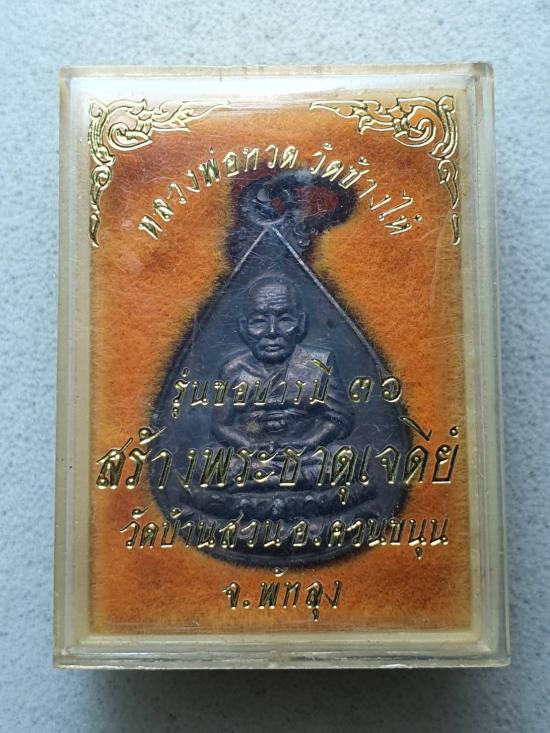 หลวงพ่อทวด วัดช้างไห้
รุ่นขอบารมี ๓๖
สร้างพระธาตุเจดีย์
วัดบ้านสวน อ.ควนขนุน
จ.พัทลุง